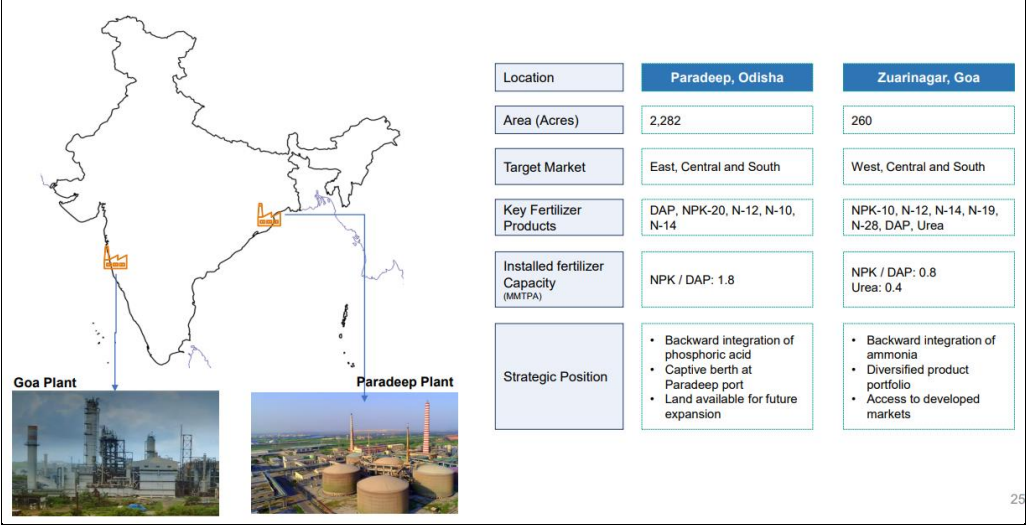 Location
Paradeep, Odisha
Zuarinagar, Goa
Area (Acres)
2,282
260
Target Market
East, Central and South
West, Central and South
Key Fertilizer
Products
DAP, NPK-20, N-12, N-10,
N-14
NPK-10, N-12, N-14, N-19,
N-28, DAP, Urea
Installed fertilizer
Capacity
(MMTPA)
NPK / DAP: 1.8
NPK / DAP: 0.8
Urea: 0.4
Strategic Position
• Backward integration of
phosphoric acid
• Captive berth at
Paradeep port
• Land available for future
expansion
• Backward integration of
ammonia
• Diversified product
portfolio
• Access to developed
markets
Goa Plant
Paradeep Plant
25